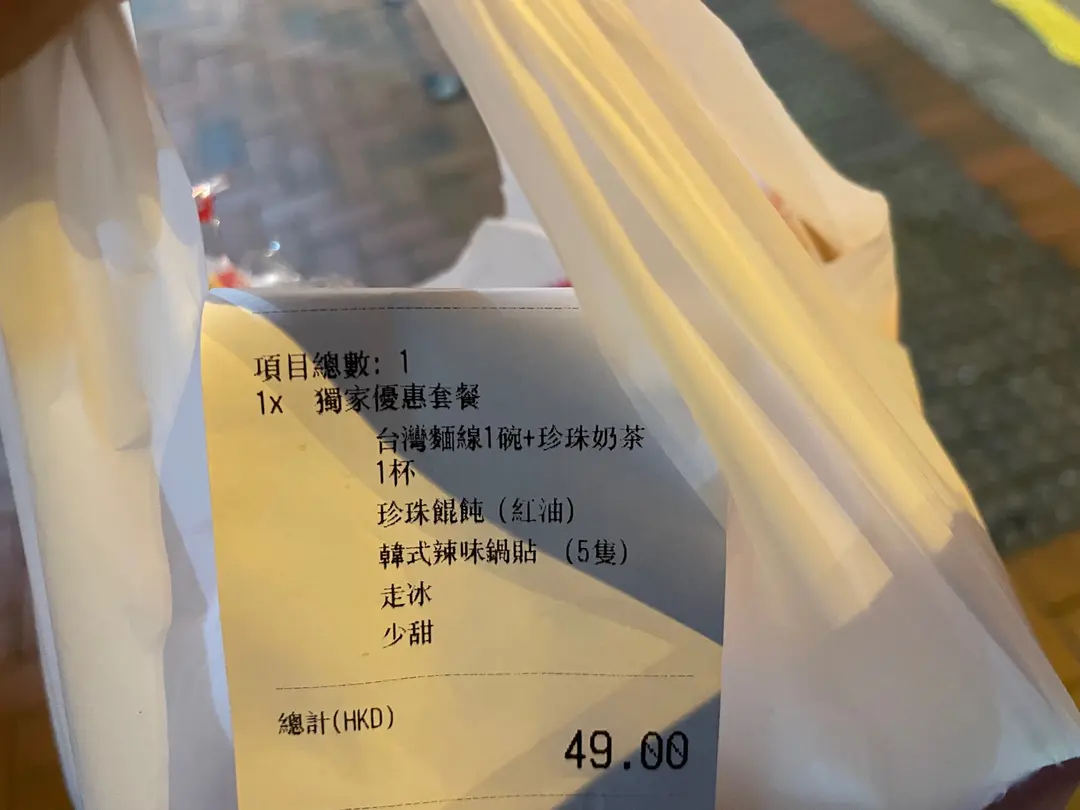 項目總數: 1
1x 獨家優惠套餐
台灣麵線1碗+珍珠奶茶
1杯
珍珠餛飩 (紅油)
韓式辣味鍋貼 (5隻)
走冰
少甜
總計(HKD)
49.00